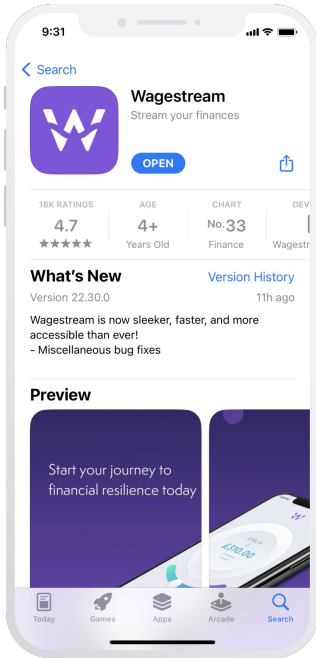 9:31
Search
Wagestream
Stream your finances
OPEN
16K RATINGS
4.7
★★★★★
AGE
4+
Years Old
CHART
No.33
Finance
DEV
Wagestr
What's New
Version History
Version 22.30.0
11h ago
Wagestream is now sleeker, faster, and more
accessible than ever!
- Miscellaneous bug fixes
Preview
Start your journey to
financial resilience today
£310.00
Today
Games
Apps
Arcade
Search